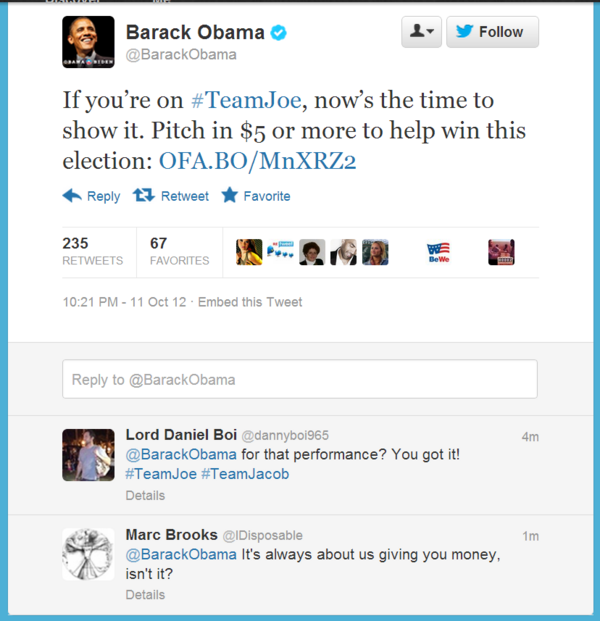 Barack Obama
@BarackObama
Follow
If you're on #TeamJoe, now's the time to
show it. Pitch in $5 or more to help win this
election: OFA.BO/MnXRZ2
Reply Retweet Favorite
235 67
RETWEETS FAVORITES
BeWe
10:21 PM - 11 Oct 12 · Embed this Tweet
Reply to @BarackObama
Lord Daniel Boi @dannyboi965 4m
@BarackObama for that performance? You got it!
#TeamJoe #TeamJacob
Details
Marc Brooks @IDisposable 1m
@BarackObama It's always about us giving you money,
isn't it?
Details